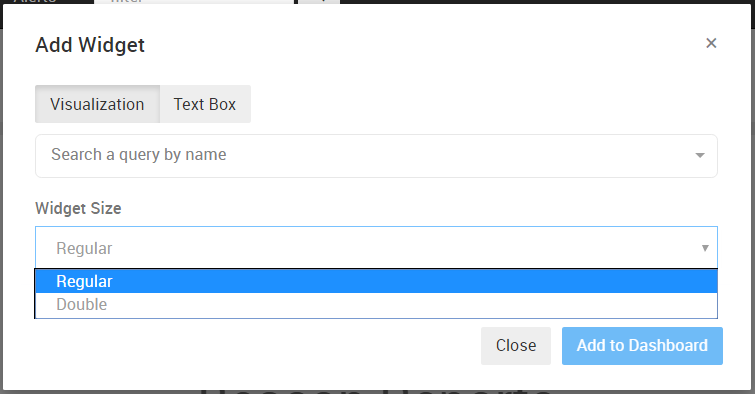 Add Widget
×
Visualization Text Box
Search a query by name
Widget Size
Regular
Regular
Double
Close Add to Dashboard